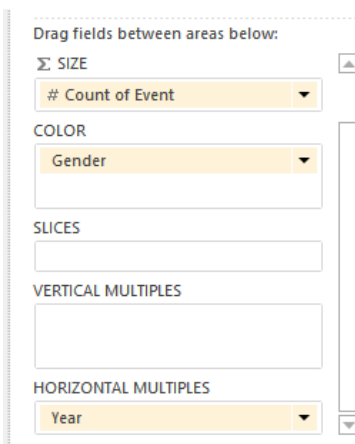 Drag fields between areas below:
Σ SIZE
# Count of Event
COLOR
Gender
SLICES
VERTICAL MULTIPLES
HORIZONTAL MULTIPLES
Year